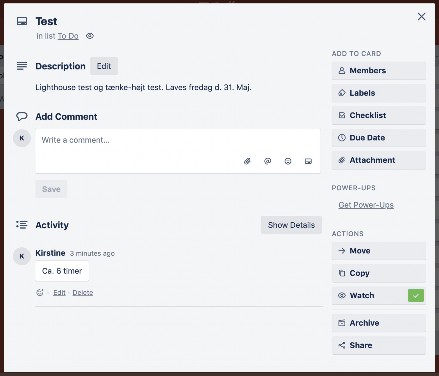 Test
in list To Do
Description Edit
Lighthouse test og tænke-højt test. Laves fredag d. 31. Maj.
Add Comment
K
Write a comment...
Save
Activity Show Details
K
Kirstine 3 minutes ago
Ca. 6 timer
Edit - Delete
ADD TO CARD
Members
Labels
Checklist
Due Date
Attachment
POWER-UPS
Get Power-Ups
ACTIONS
Move
Copy
Watch
Archive
Share